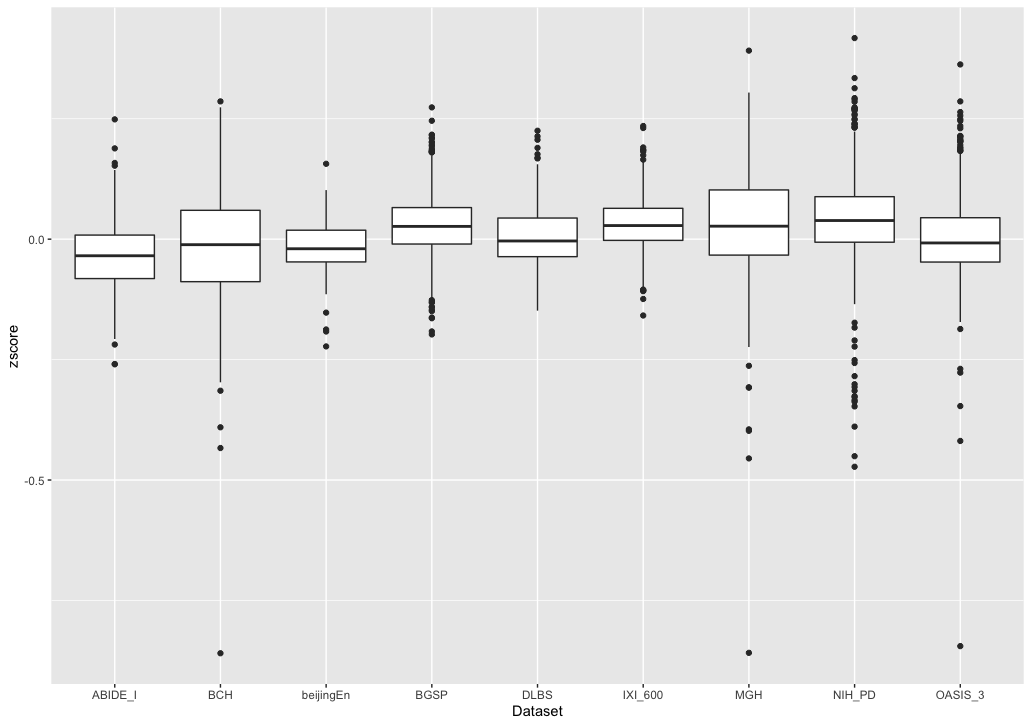 zscore
0.0
-0.5
ABIDE_I BCH beijingEn BGSP DLBS IXI_600 MGH NIH_PD OASIS_3
Dataset